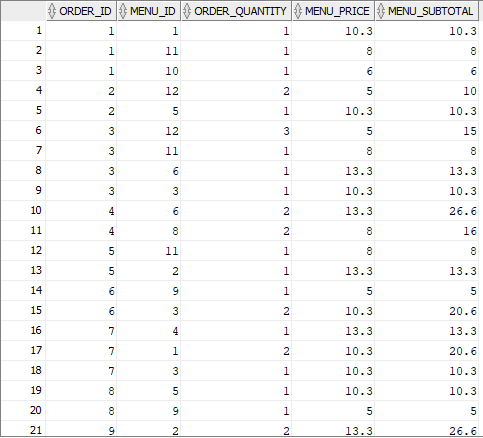 ORDER_ID MENU_ID ORDER_QUANTITY MENU_PRICE MENU_SUBTOTAL
1 1 1 1 10.3 10.3
2 1 11 1 8 8
3 1 10 1 6 6
4 2 12 2 5 10
5 2 5 1 10.3 10.3
6 3 12 3 5 15
7 3 11 1 8 8
8 3 6 1 13.3 13.3
9 3 3 1 10.3 10.3
10 4 6 2 13.3 26.6
11 4 8 2 8 16
12 5 11 1 8 8
13 5 2 1 13.3 13.3
14 6 9 1 5 5
15 6 3 2 10.3 20.6
16 7 4 1 13.3 13.3
17 7 1 2 10.3 20.6
18 7 3 1 10.3 10.3
19 8 5 1 10.3 10.3
20 8 9 1 5 5
21 9 2 2 13.3 26.6